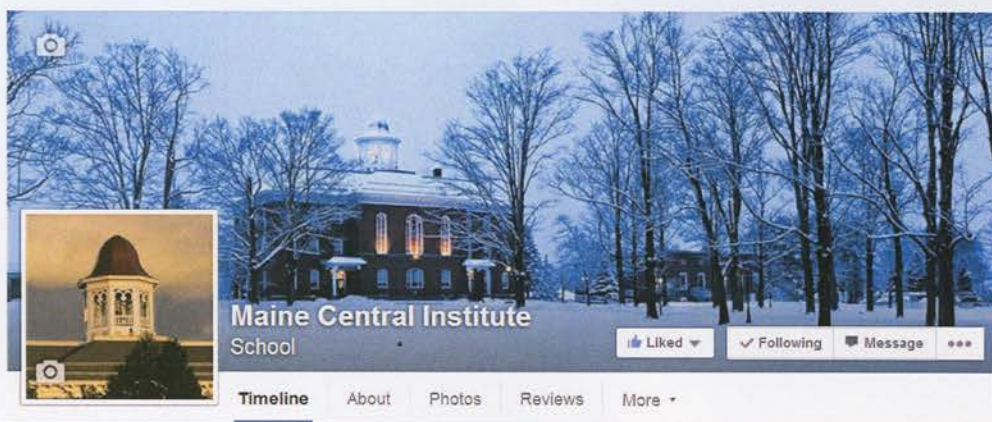 Maine Central Institute
School
Liked
Following
Message
Timeline
About
Photos
Reviews
More